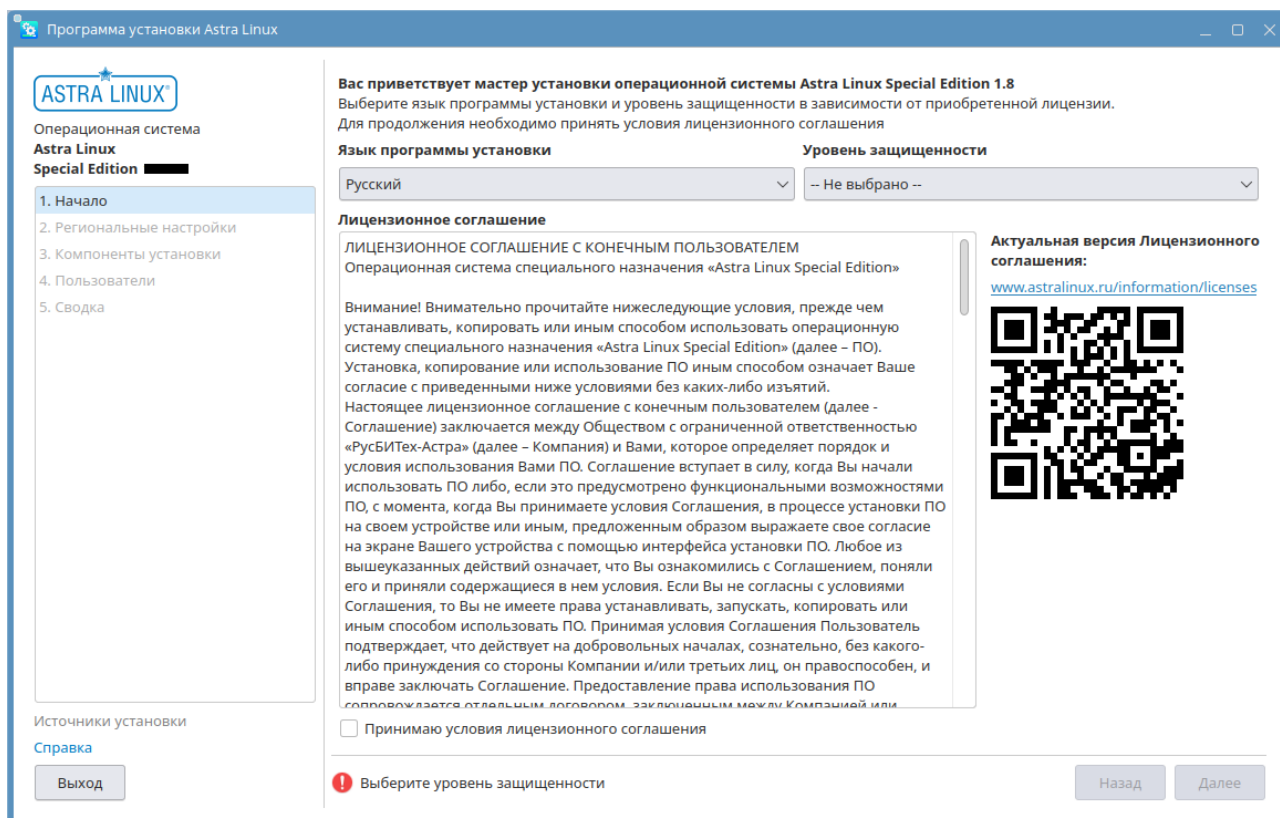 Программа установки Astra Linux
ASTRA LINUX®
Операционная система
Astra Linux
Special Edition
1. Начало
2. Региональные настройки
3. Компоненты установки
4. Пользователи
5. Сводка
Источники установки
Справка
Выход
Вас приветствует мастер установки операционной системы Astra Linux Special Edition 1.8
Выберите язык программы установки и уровень защищенности в зависимости от приобретенной лицензии.
Для продолжения необходимо принять условия лицензионного соглашения
Язык программы установки
Уровень защищенности
Русский
-- Не выбрано --
Лицензионное соглашение
ЛИЦЕНЗИОННОЕ СОГЛАШЕНИЕ С КОНЕЧНЫМ ПОЛЬЗОВАТЕЛЕМ
Операционная система специального назначения «Astra Linux Special Edition»
Внимание! Внимательно прочитайте нижеследующие условия, прежде чем
устанавливать, копировать или иным способом использовать операционную
систему специального назначения «Astra Linux Special Edition» (далее – ПО).
Установка, копирование или использование ПО иным способом означает Ваше
согласие с приведенными ниже условиями без каких-либо изъятий.
Настоящее лицензионное соглашение с конечным пользователем (далее -
Соглашение) заключается между Обществом с ограниченной ответственностью
«РусБИТех-Астра» (далее – Компания) и Вами, которое определяет порядок и
условия использования Вами ПО. Соглашение вступает в силу, когда Вы начали
использовать ПО либо, если это предусмотрено функциональными возможностями
ПО, с момента, когда Вы принимаете условия Соглашения, в процессе установки ПО
на своем устройстве или иным, предложенным образом выражаете свое согласие
на экране Вашего устройства с помощью интерфейса установки ПО. Любое из
вышеуказанных действий означает, что Вы ознакомились с Соглашением, поняли
его и приняли содержащиеся в нем условия. Если Вы не согласны с условиями
Соглашения, то Вы не имеете права устанавливать, запускать, копировать или
иным способом использовать ПО. Принимая условия Соглашения Пользователь
подтверждает, что действует на добровольных началах, сознательно, без какого-
либо принуждения со стороны Компании и/или третьих лиц, он правоспособен, и
вправе заключать Соглашение. Предоставление права использования ПО
сопровождается отдельным договором, заключенным между Компанией или
Актуальная версия Лицензионного
соглашения:
www.astralinux.ru/information/licenses
Принимаю условия лицензионного соглашения
Выберите уровень защищенности
Назад
Далее